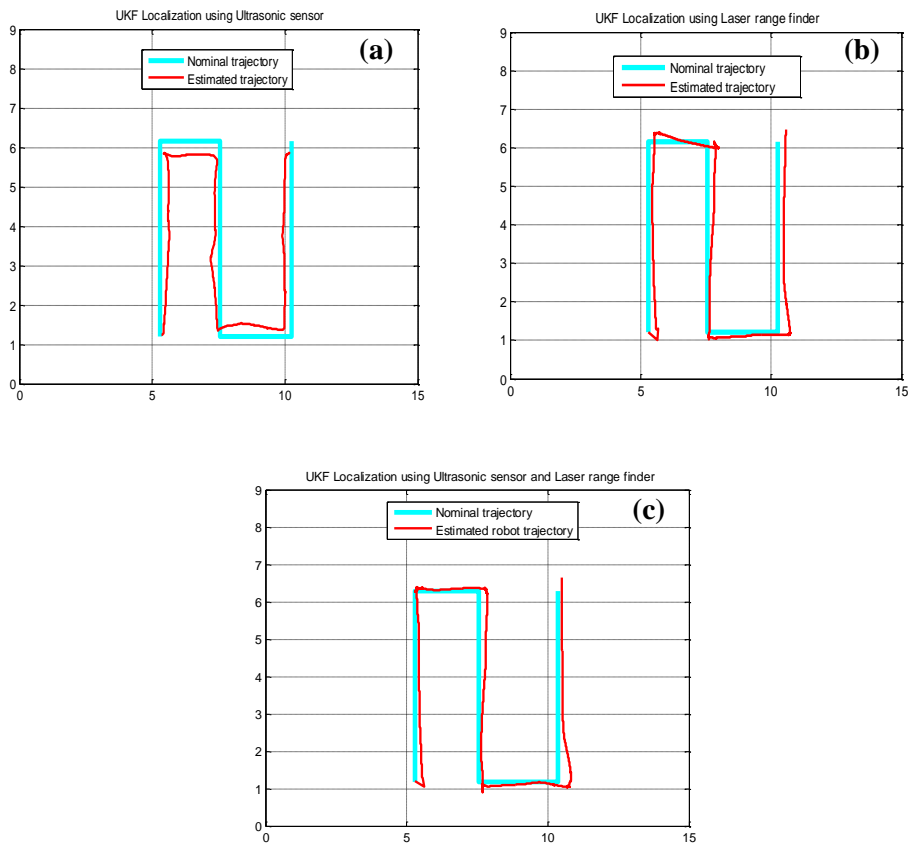 UKF Localization using Ultrasonic sensor
(a)
Nominal trajectory
Estimated trajectory
9
8
7
6
5
4
3
2
1
0
0 5 10 15
UKF Localization using Laser range finder
(b)
Nominal trajectory
Estimated trajectory
9
8
7
6
5
4
3
2
1
0
0 5 10 15
UKF Localization using Ultrasonic sensor and Laser range finder
(c)
Nominal trajectory
Estimated robot trajectory
9
8
7
6
5
4
3
2
1
0
0 5 10 15